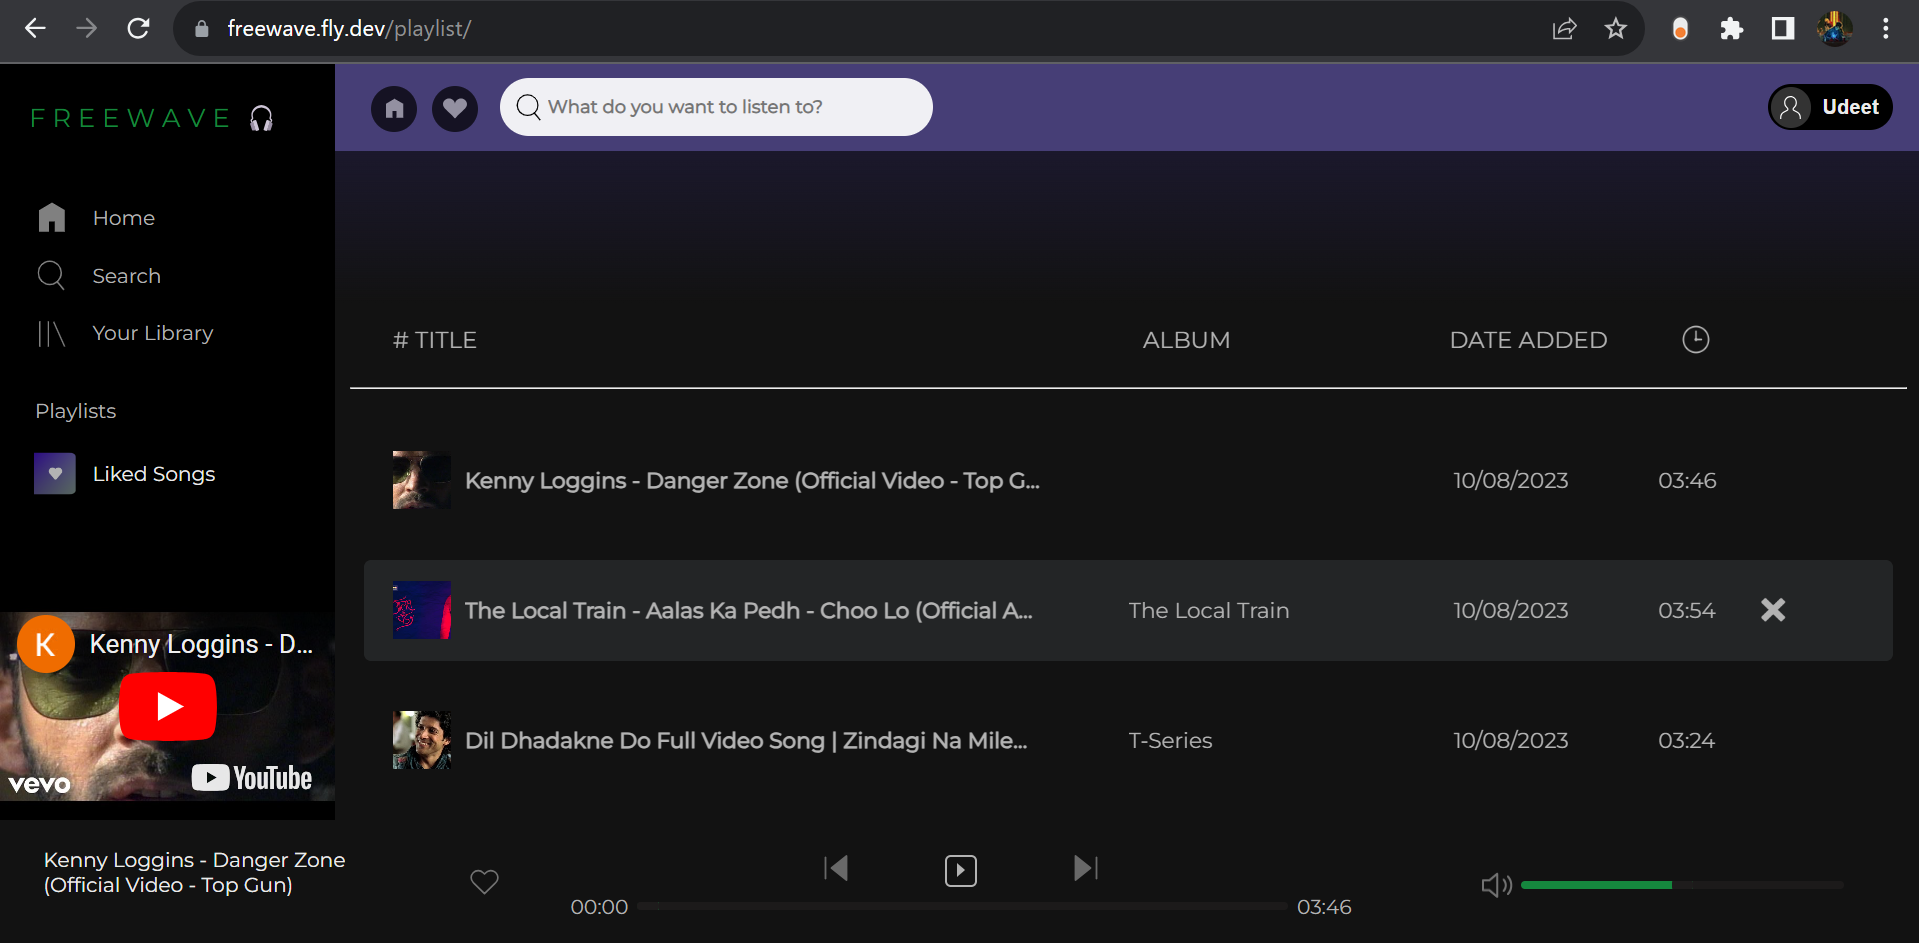 freewave.fly.dev/playlist/
FREEWAVE
What do you want to listen to?
Udeet
Home
Search
Your Library
Playlists
Liked Songs
# TITLE ALBUM DATE ADDED
Kenny Loggins - Danger Zone (Official Video - Top G... 10/08/2023 03:46
The Local Train - Aalas Ka Pedh - Choo Lo (Official A... The Local Train 10/08/2023 03:54
Dil Dhadakne Do Full Video Song | Zindagi Na Mile... T-Series 10/08/2023 03:24
K Kenny Loggins - D...
vevo YouTube
Kenny Loggins - Danger Zone
(Official Video - Top Gun)
00:00 03:46